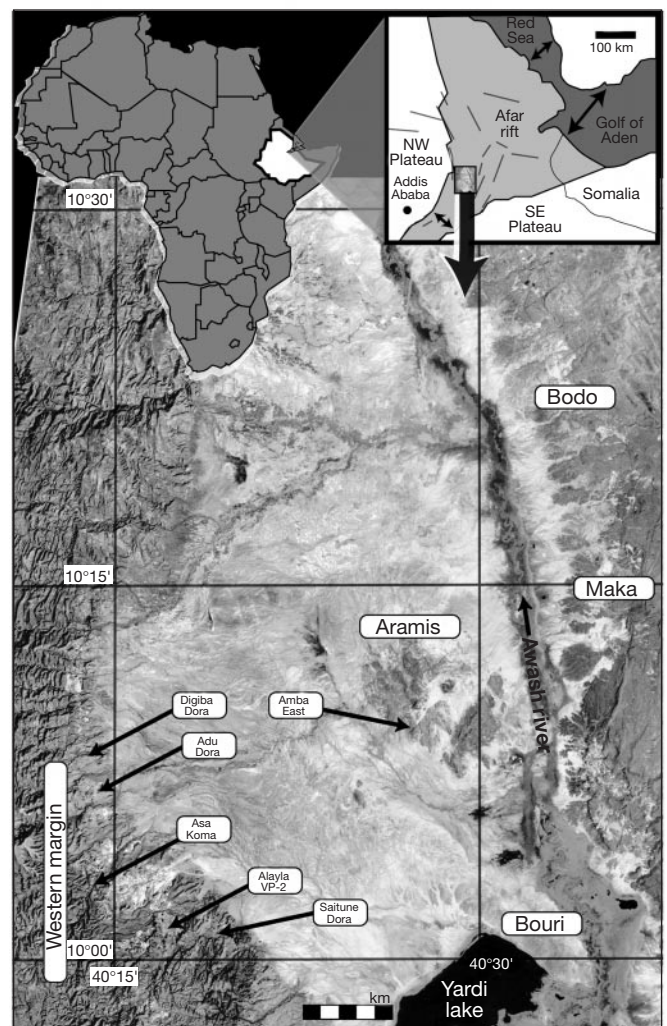 Red
Sea
100 km
Afar
rift
Golf of
Aden
NW
Plateau
Addis
Ababa
Somalia
SE
Plateau
10°30'
Bodo
10°15'
Maka
Aramis
Awash river
Digiba
Dora
Amba
East
Adu
Dora
Western margin
Asa
Koma
Alayla
VP-2
Saitune
Dora
Bouri
10°00'
40°15'
40°30'
km
Yardi
lake